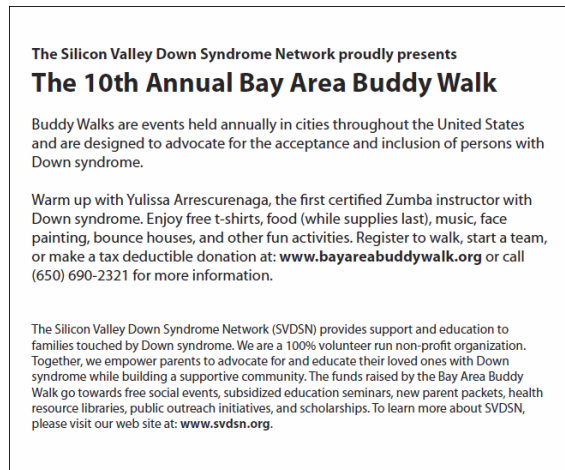 The Silicon Valley Down Syndrome Network proudly presents
The 10th Annual Bay Area Buddy Walk
Buddy Walks are events held annually in cities throughout the United States
and are designed to advocate for the acceptance and inclusion of persons with
Down syndrome.
Warm up with Yulissa Arrescurenaga, the first certified Zumba instructor with
Down syndrome. Enjoy free t-shirts, food (while supplies last), music, face
painting, bounce houses, and other fun activities. Register to walk, start a team,
or make a tax deductible donation at: www.bayareabuddywalk.org or call
(650) 690-2321 for more information.
The Silicon Valley Down Syndrome Network (SVDSN) provides support and education to
families touched by Down syndrome. We are a 100% volunteer run non-profit organization.
Together, we empower parents to advocate for and educate their loved ones with Down
syndrome while building a supportive community. The funds raised by the Bay Area Buddy
Walk go towards free social events, subsidized education seminars, new parent packets, health
resource libraries, public outreach initiatives, and scholarships. To learn more about SVDSN,
please visit our web site at: www.svdsn.org.